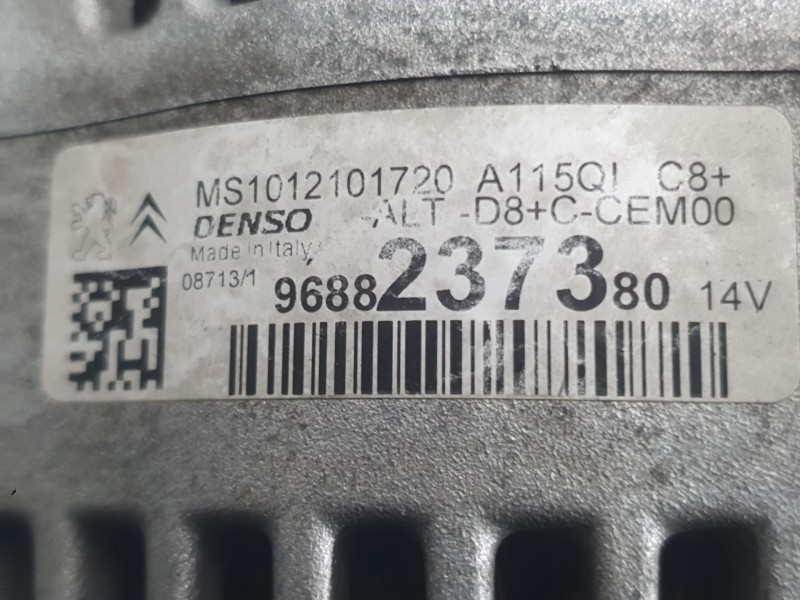 MS1012101720 A115QI C8+
DENSO -ALT -D8+C-CEM00
Made in Italy
08713/1 9688237380 14V